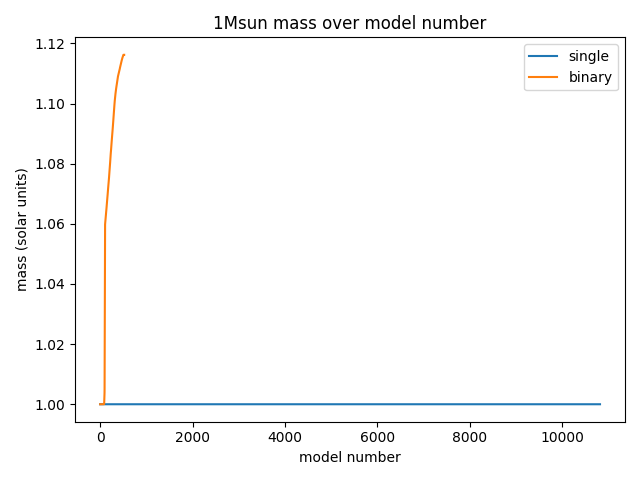 1Msun mass over model number
single
binary
mass (solar units)
1.12
1.10
1.08
1.06
1.04
1.02
1.00
0 2000 4000 6000 8000 10000
model number